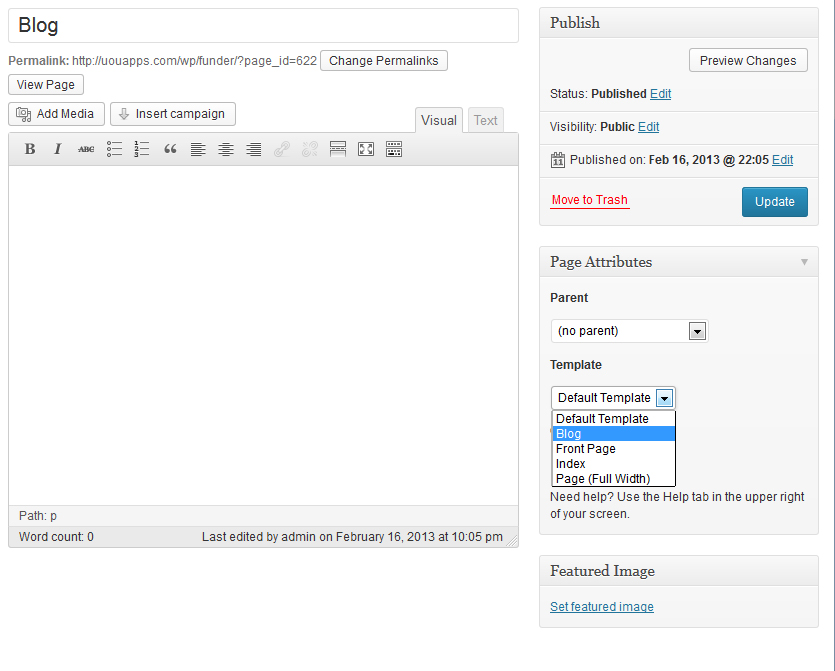 Blog
Permalink: http://uouapps.com/wp/funder/?page_id=622 Change Permalinks
View Page
Add Media Insert campaign
Visual Text
B I ABC
Path: p
Word count: 0 Last edited by admin on February 16, 2013 at 10:05 pm
Publish
Preview Changes
Status: Published Edit
Visibility: Public Edit
11 Published on: Feb 16, 2013 @ 22:05 Edit
Move to Trash Update
Page Attributes
Parent
(no parent)
Template
Default Template
Default Template
Blog
Front Page
Index
Page (Full Width)
Need help? Use the Help tab in the upper right
of your screen.
Featured Image
Set featured image